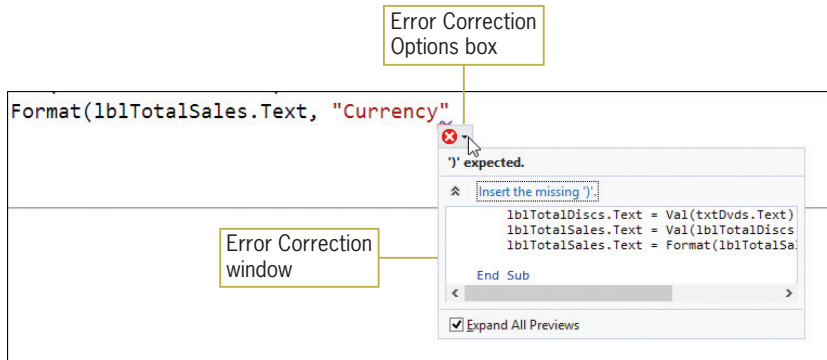 Error Correction
Options box
Format(lblTotalSales.Text, "Currency"
')' expected.
Insert the missing ')'.
lblTotalDiscs.Text = Val(txtDvds.Text)
lblTotalSales.Text = Val(lblTotalDiscs
lblTotalSales.Text = Format(lblTotalSa
End Sub
Error Correction
window
Expand All Previews